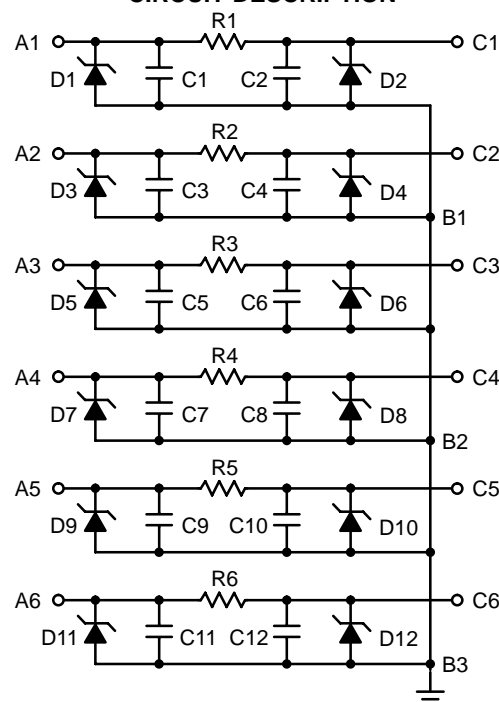 CIRCUIT DESCRIPTION
R1
A1 C1
D1 C1 C2 D2
R2
A2 C2
D3 C3 C4 D4
B1
R3
A3 C3
D5 C5 C6 D6
R4
A4 C4
D7 C7 C8 D8
B2
R5
A5 C5
D9 C9 C10 D10
R6
A6 C6
D11 C11 C12 D12
B3